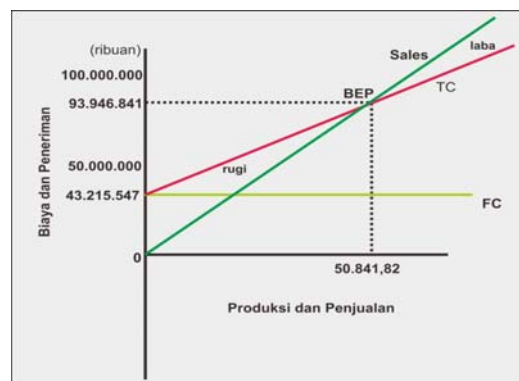 (ribuan)
laba
Sales
100.000.000
BEP
TC
93.946.841
50.000.000
rugi
43.215.547
FC
Biaya dan Peneriman
0
50.841,82
Produksi dan Penjualan